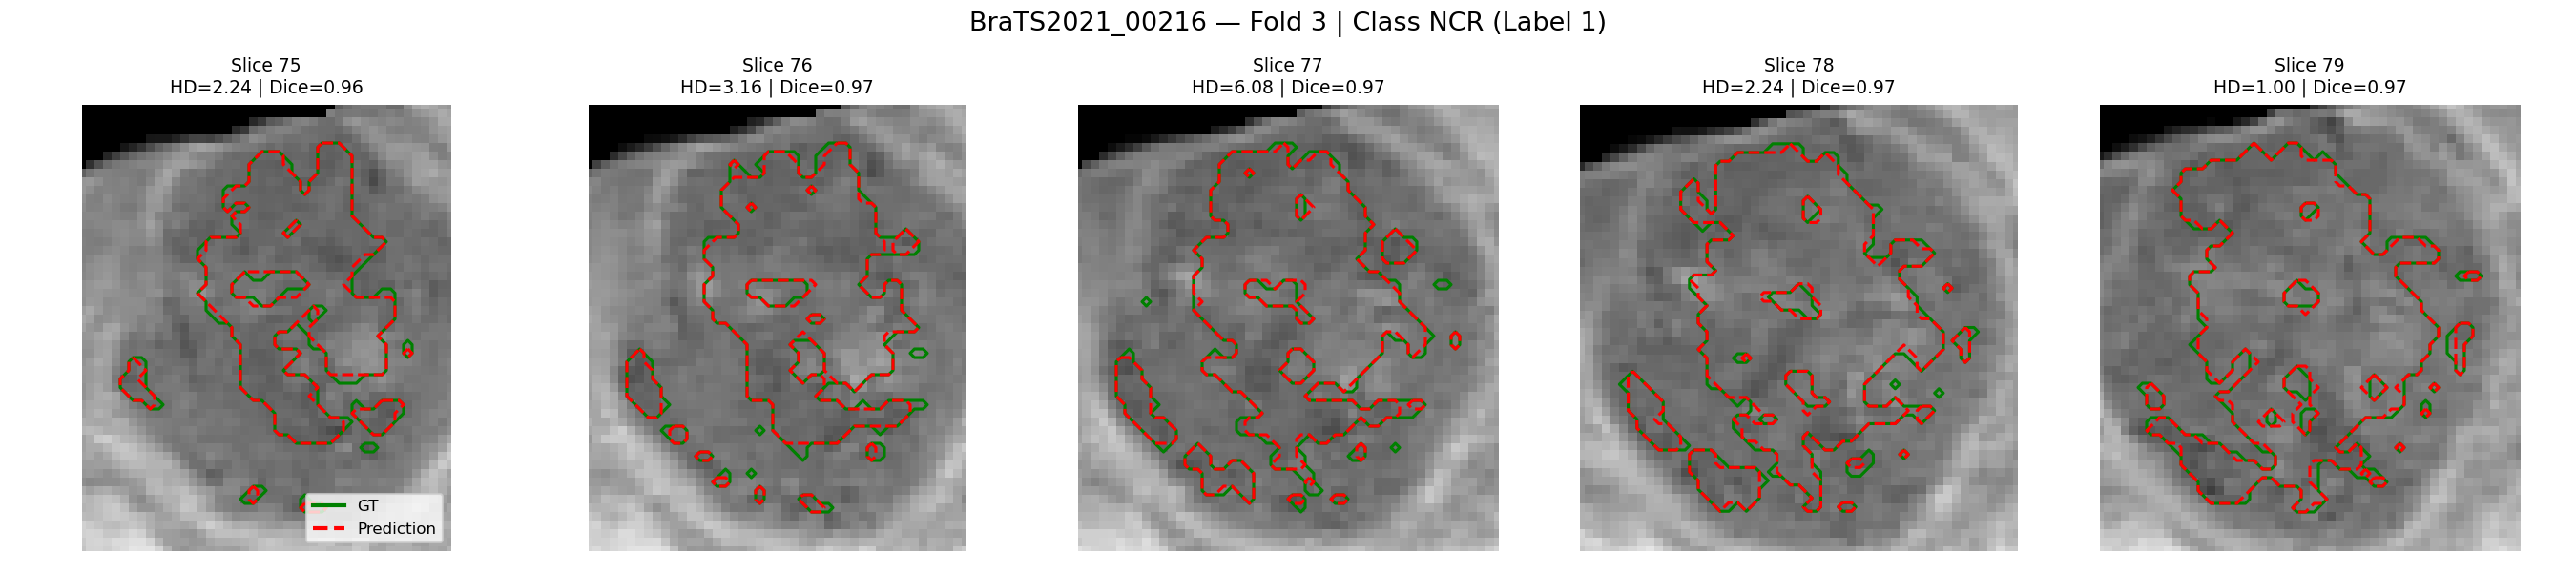 BraTS2021_00216 — Fold 3 | Class NCR (Label 1)
Slice 75
HD=2.24 | Dice=0.96
Slice 76
HD=3.16 | Dice=0.97
Slice 77
HD=6.08 | Dice=0.97
Slice 78
HD=2.24 | Dice=0.97
Slice 79
HD=1.00 | Dice=0.97
GT
Prediction